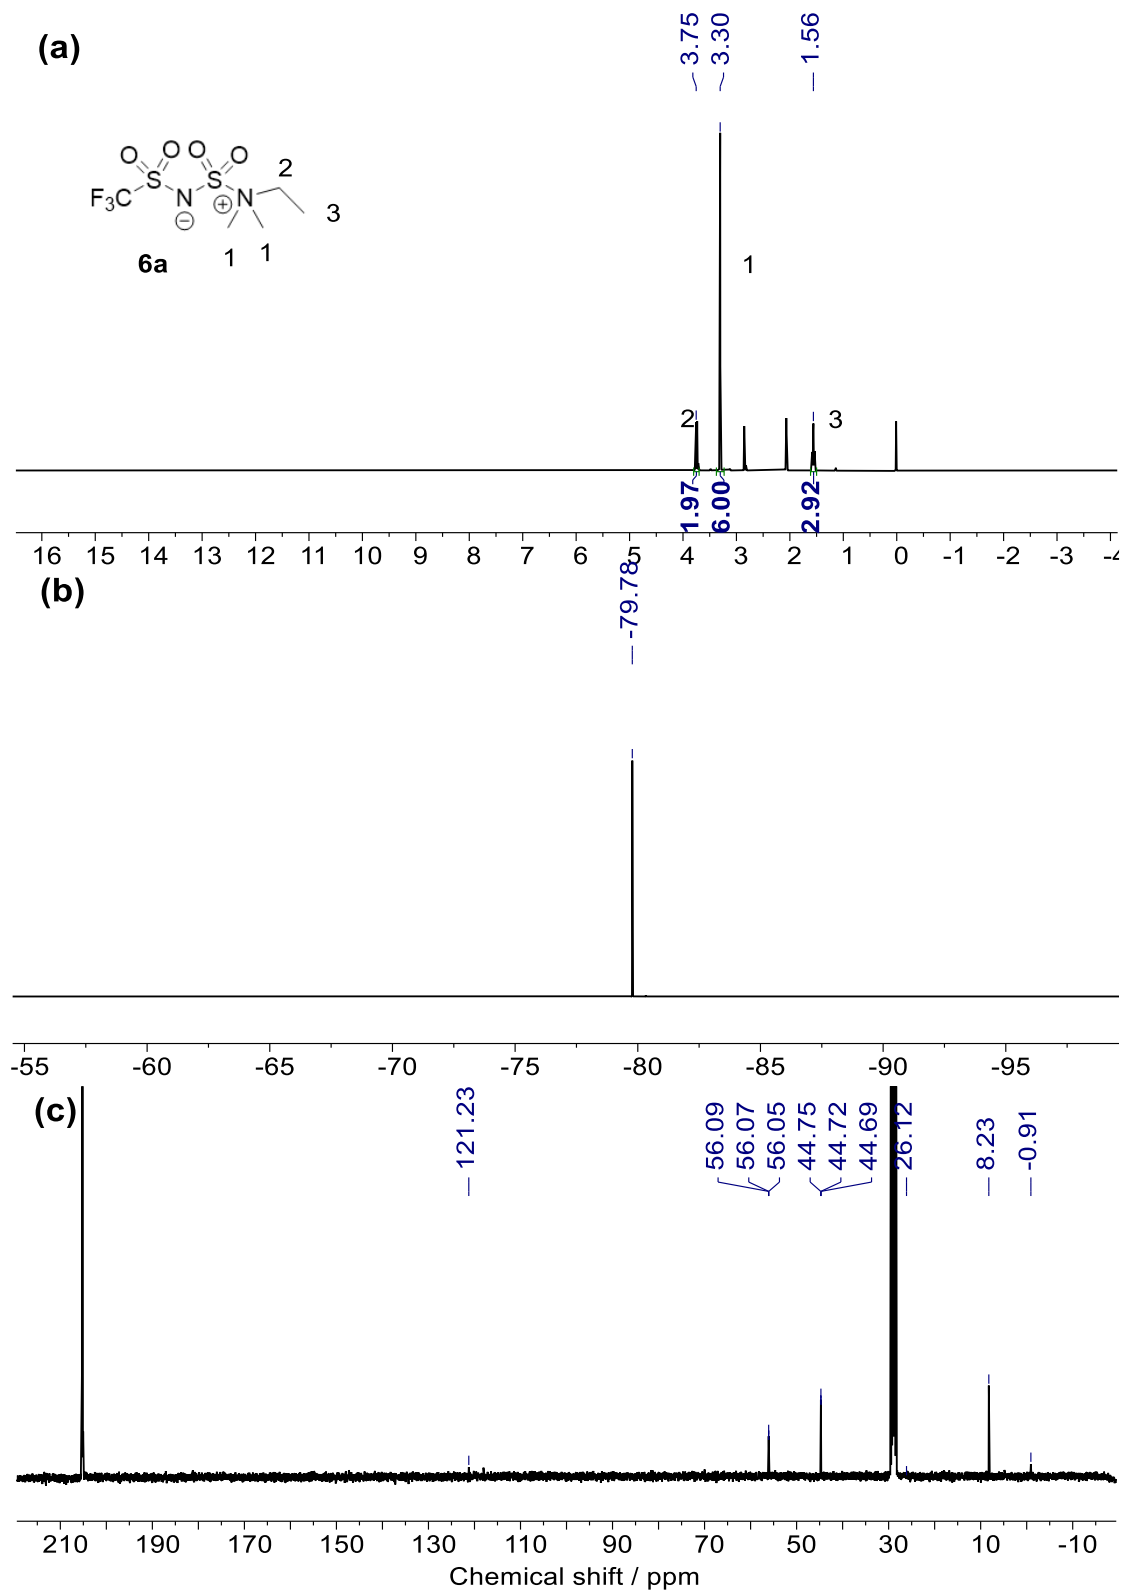 (a)
3.75
3.30
1.56
O
O
O
O
F₃C
S
N
S
N
⊖
⊕
2
3
1
1
6a
1
2
3
1.97
6.00
2.92
16 15 14 13 12 11 10 9 8 7 6 5 4 3 2 1 0 -1 -2 -3 -4
(b)
-79.78
-55 -60 -65 -70 -75 -80 -85 -90 -95
(c)
121.23
56.09
56.07
56.05
44.75
44.72
44.69
26.12
8.23
-0.91
210 190 170 150 130 110 90 70 50 30 10 -10
Chemical shift / ppm